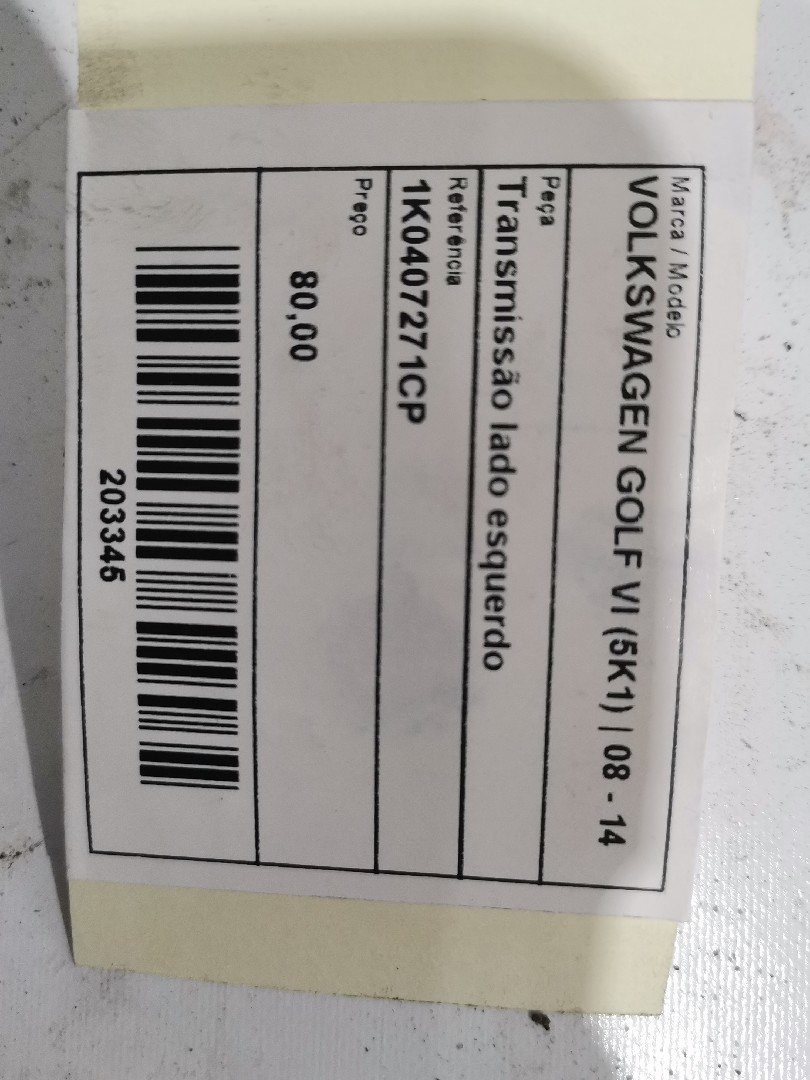 Marca / Modelo
VOLKSWAGEN GOLF VI (5K1) | 08 - 14
Peça
Transmissão lado esquerdo
Referência
1K0407271CP
Preço
80,00
203345